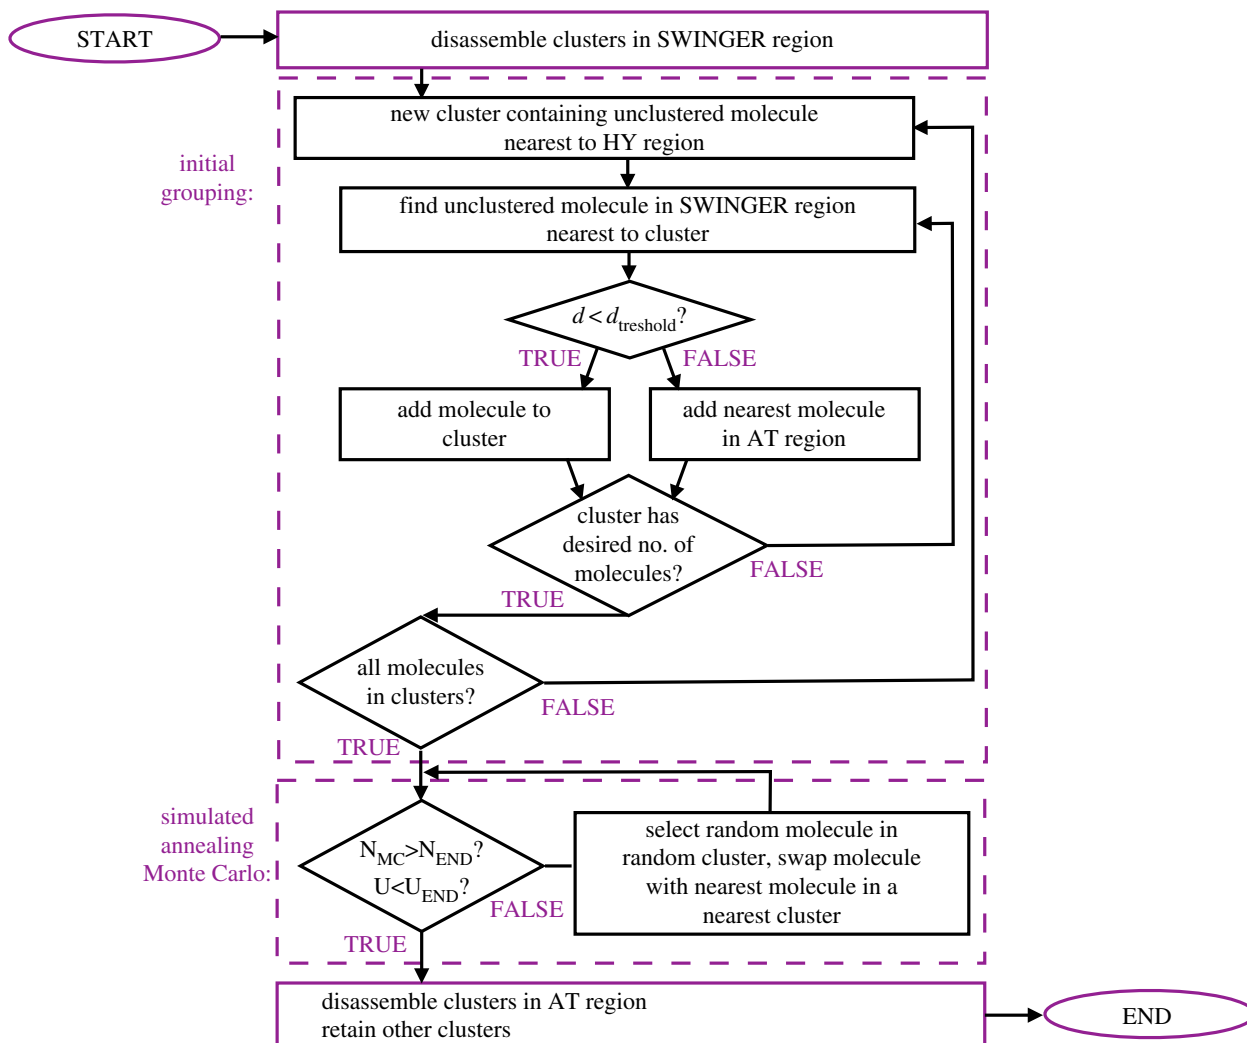 START
disassemble clusters in SWINGER region
new cluster containing unclustered molecule
nearest to HY region
initial
grouping:
find unclustered molecule in SWINGER region
nearest to cluster
d < d_treshold?
TRUE
FALSE
add molecule to
cluster
add nearest molecule
in AT region
cluster has
desired no. of
molecules?
FALSE
TRUE
all molecules
in clusters?
FALSE
TRUE
simulated
annealing
Monte Carlo:
N_MC>N_END?
U<U_END?
FALSE
TRUE
select random molecule in
random cluster, swap molecule
with nearest molecule in a
nearest cluster
disassemble clusters in AT region
retain other clusters
END